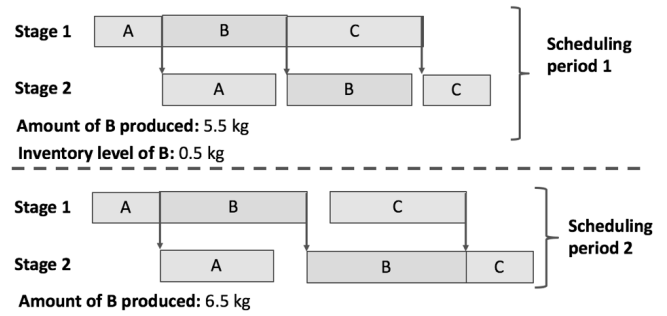 Stage 1 A B C
Scheduling
period 1
Stage 2 A B C
Amount of B produced: 5.5 kg
Inventory level of B: 0.5 kg
Stage 1 A B C
Scheduling
period 2
Stage 2 A B C
Amount of B produced: 6.5 kg